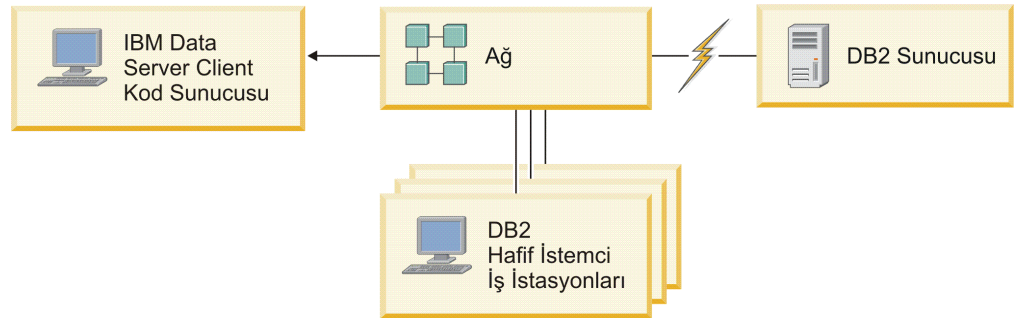 IBM Data
Server Client
Kod Sunucusu
Ağ
DB2 Sunucusu
DB2
Hafif İstemci
İş İstasyonları